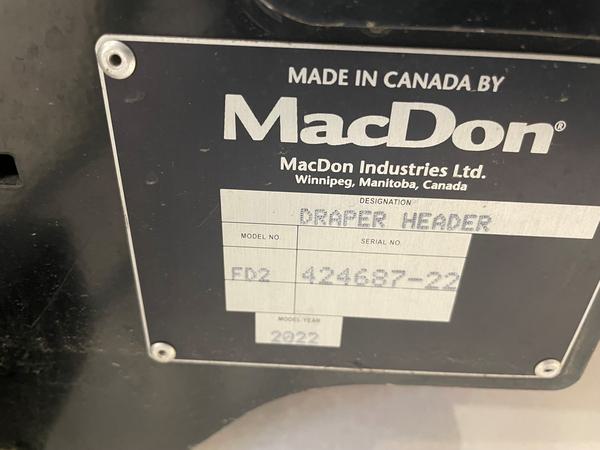 MADE IN CANADA BY
MacDon®
MacDon Industries Ltd.
Winnipeg, Manitoba, Canada
DESIGNATION
DRAPER HEADER
MODEL NO.
SERIAL NO.
FD2
424687-22
MODEL YEAR
2022